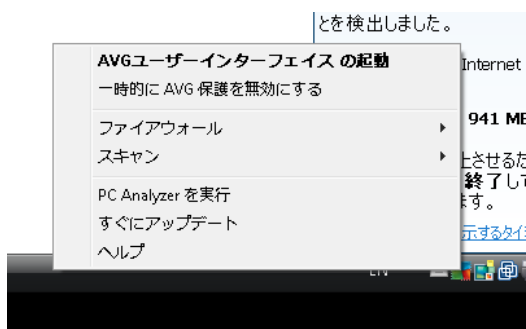 とを検出しました。
AVGユーザーインターフェイス の起動
Internet
一時的に AVG 保護を無効にする
941 MB
ファイアウォール
スキャン
上させるた
終了して
PC Analyzer を実行
ます。
すぐにアップデート
示するタイミ
ヘルプ
EN